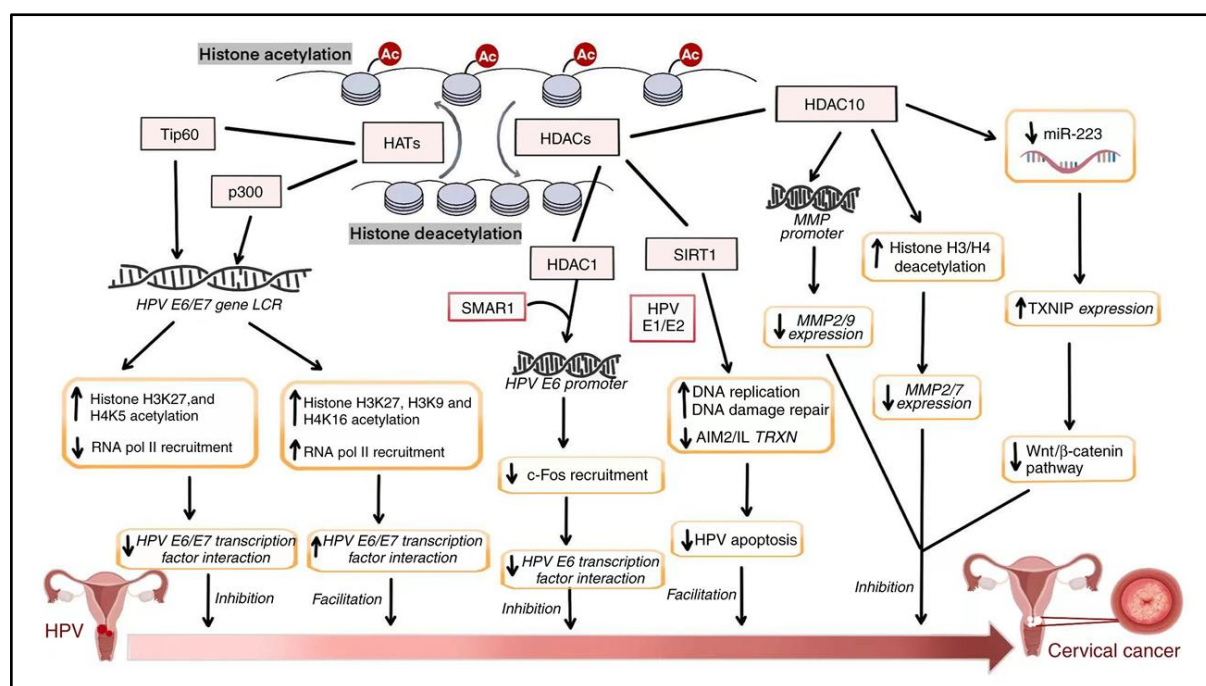 Histone acetylation
Ac
Ac
Ac
Ac
Tip60
HATs
HDACs
HDAC10
miR-223
p300
Histone deacetylation
MMP
promoter
Histone H3/H4
deacetylation
HDAC1
SIRT1
HPV E6/E7 gene LCR
SMAR1
HPV
E1/E2
TXNIP expression
MMP2/9
expression
HPV E6 promoter
Histone H3K27,and
H4K5 acetylation
RNA pol II recruitment
Histone H3K27, H3K9 and
H4K16 acetylation
RNA pol II recruitment
DNA replication
DNA damage repair
AIM2/IL TRXN
MMP2/7
expression
c-Fos recruitment
Wnt/β-catenin
pathway
HPV E6/E7 transcription
factor interaction
HPV E6/E7 transcription
factor interaction
HPV E6 transcription
factor interaction
HPV apoptosis
Inhibition
Facilitation
Inhibition
Facilitation
Inhibition
HPV
Cervical cancer